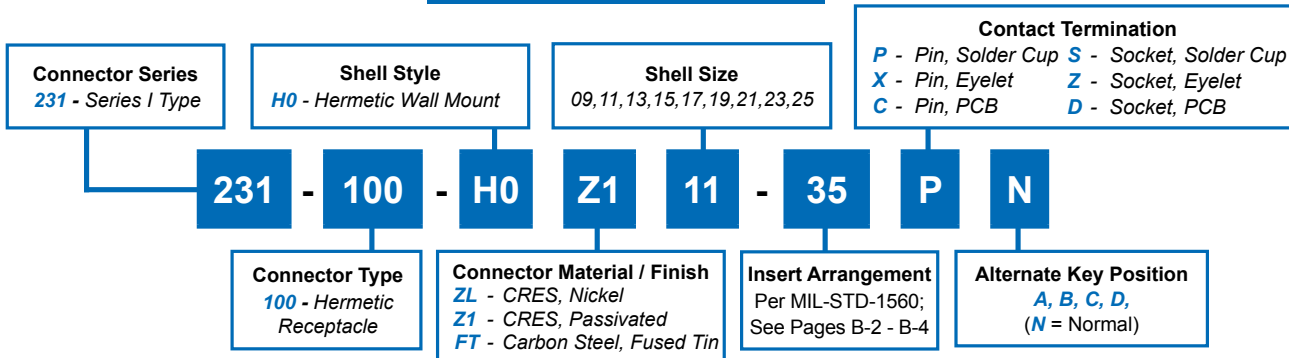 Connector Series
231 - Series I Type
Shell Style
H0 - Hermetic Wall Mount
Shell Size
09,11,13,15,17,19,21,23,25
Contact Termination
P - Pin, Solder Cup S - Socket, Solder Cup
X - Pin, Eyelet Z - Socket, Eyelet
C - Pin, PCB D - Socket, PCB
231 - 100 - H0 Z1 11 - 35 P N
Connector Type
100 - Hermetic
Receptacle
Connector Material / Finish
ZL - CRES, Nickel
Z1 - CRES, Passivated
FT - Carbon Steel, Fused Tin
Insert Arrangement
Per MIL-STD-1560;
See Pages B-2 - B-4
Alternate Key Position
A, B, C, D,
(N = Normal)